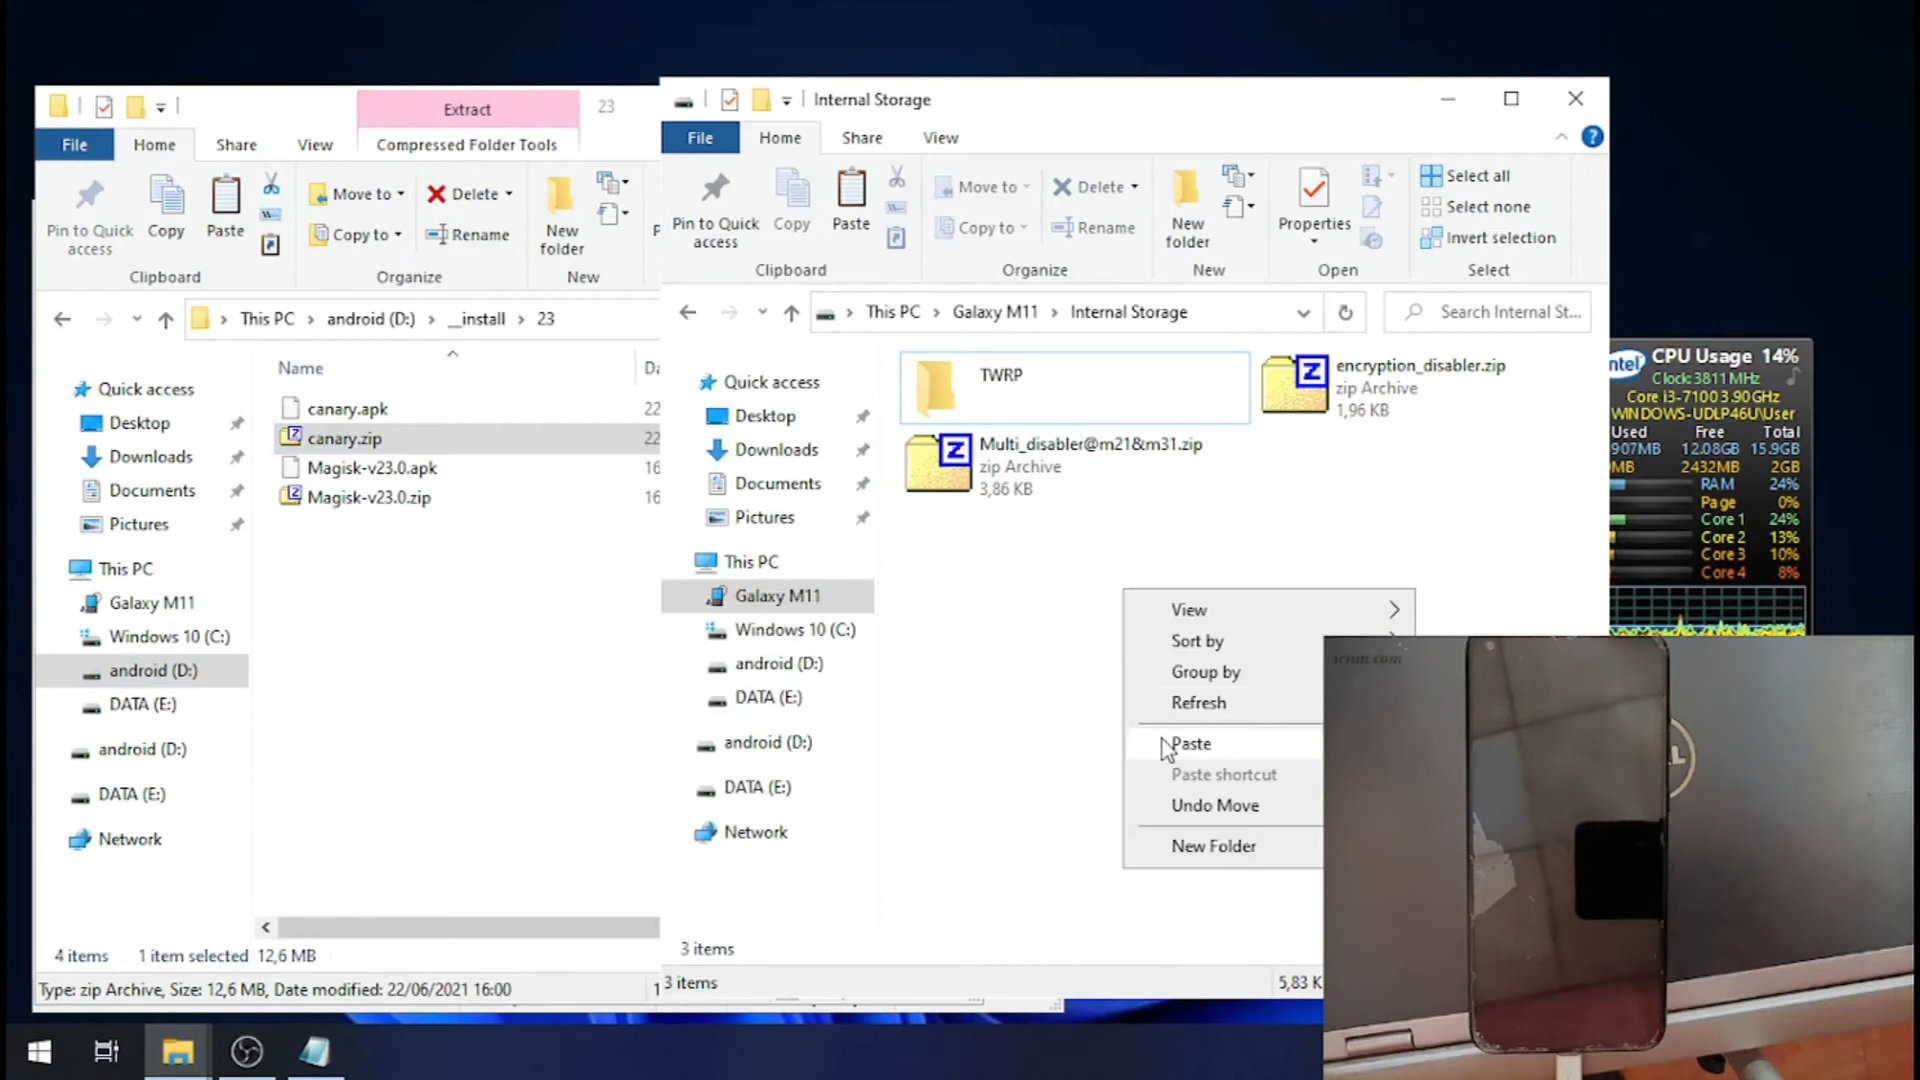 Extract
23
File
Home
Share
View
Compressed Folder Tools
Pin to Quick access
Copy
Paste
Move to
Copy to
Delete
Rename
New folder
Clipboard
Organize
New
This PC
android (D:)
__install
23
Name
Quick access
Desktop
Downloads
Documents
Pictures
This PC
Galaxy M11
Windows 10 (C:)
android (D:)
DATA (E:)
android (D:)
DATA (E:)
Network
canary.apk
22
canary.zip
22
Magisk-v23.0.apk
16
Magisk-v23.0.zip
16
4 items
1 item selected 12,6 MB
Type: zip Archive, Size: 12,6 MB, Date modified: 22/06/2021 16:00
Internal Storage
File
Home
Share
View
Pin to Quick access
Copy
Paste
Move to
Copy to
Delete
Rename
New folder
Properties
Select all
Select none
Invert selection
Clipboard
Organize
New
Open
Select
This PC
Galaxy M11
Internal Storage
Search Internal St...
Quick access
Desktop
Downloads
Documents
Pictures
This PC
Galaxy M11
Windows 10 (C:)
android (D:)
DATA (E:)
android (D:)
DATA (E:)
Network
TWRP
encryption_disabler.zip
zip Archive
1,96 KB
Multi_disabler@m21&m31.zip
zip Archive
3,86 KB
View
Sort by
Group by
Refresh
Paste
Paste shortcut
Undo Move
New Folder
3 items
3 items
5,83 K
CPU Usage 14%
Clock: 3811 MHz
Core i3-7100 3.90GHz
WINDOWS-UDLP46U\User
Used Free Total
907MB 12.08GB 15.9GB
MB 2432MB 2GB
RAM 24%
Page 0%
Core 1 24%
Core 2 13%
Core 3 10%
Core 4 8%